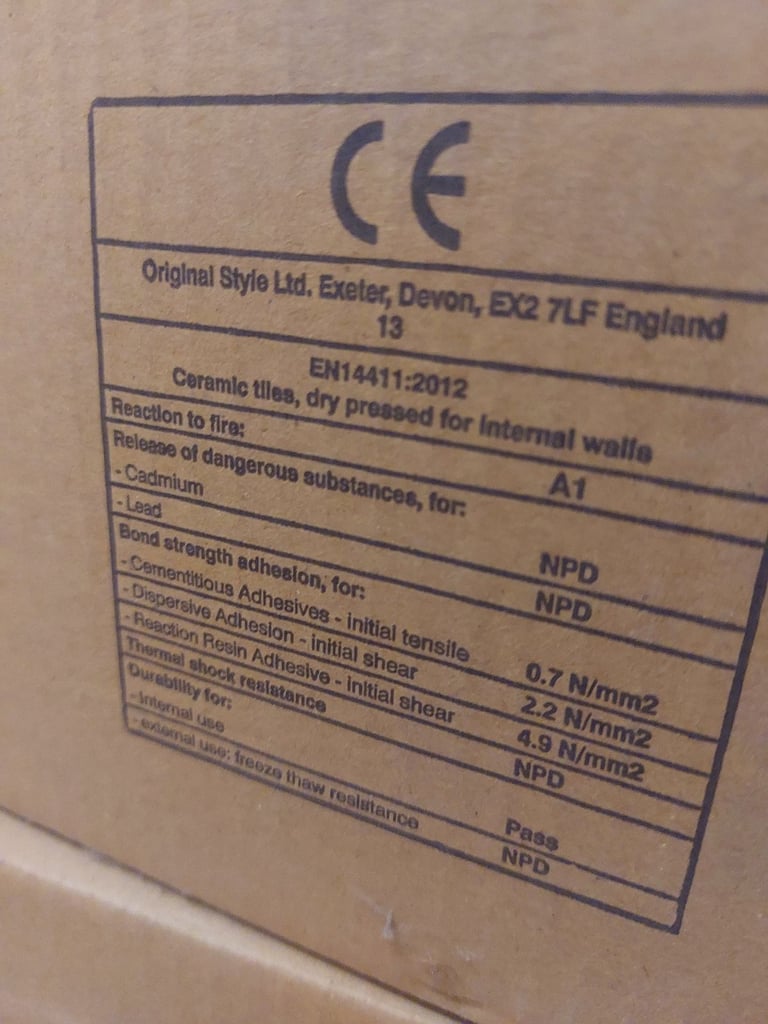 CE
Original Style Ltd. Exeter, Devon, EX2 7LF England
13
EN14411:2012
Ceramic tiles, dry pressed for internal walls
Reaction to fire: A1
Release of dangerous substances, for:
- Cadmium NPD
- Lead NPD
Bond strength adhesion, for:
- Cementitious Adhesives - initial tensile 0.7 N/mm2
- Dispersive Adhesion - initial shear 2.2 N/mm2
- Reaction Resin Adhesive - initial shear 4.9 N/mm2
Thermal shock resistance NPD
Durability for:
- Internal use Pass
- external use: freeze thaw resistance NPD